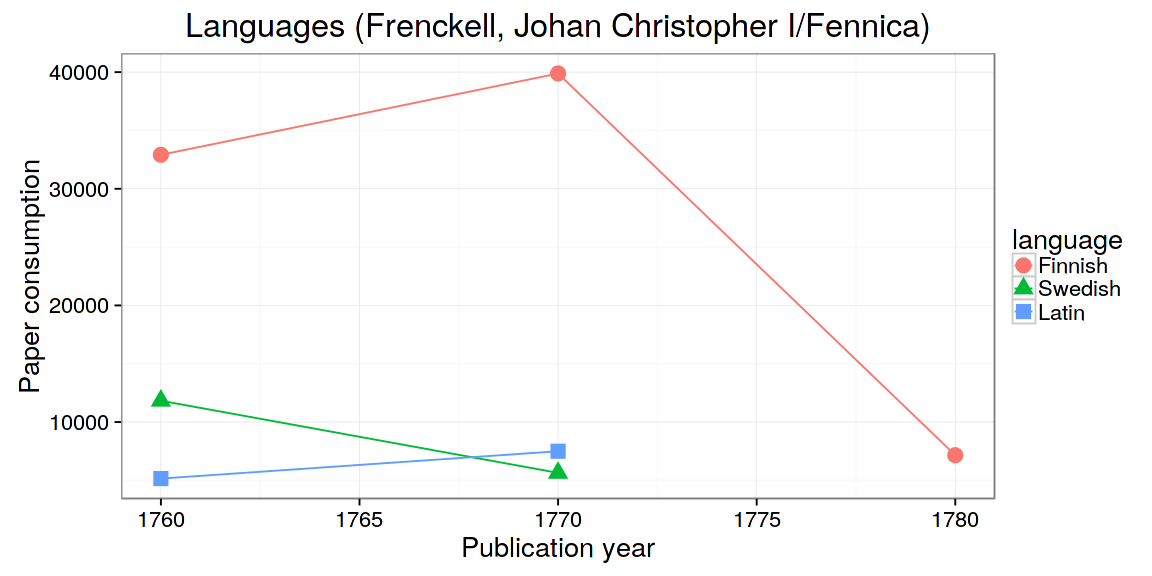 Languages (Frenckell, Johan Christopher I/Fennica)
40000
30000
20000
10000
Paper consumption
1760 1765 1770 1775 1780
Publication year
language
Finnish
Swedish
Latin